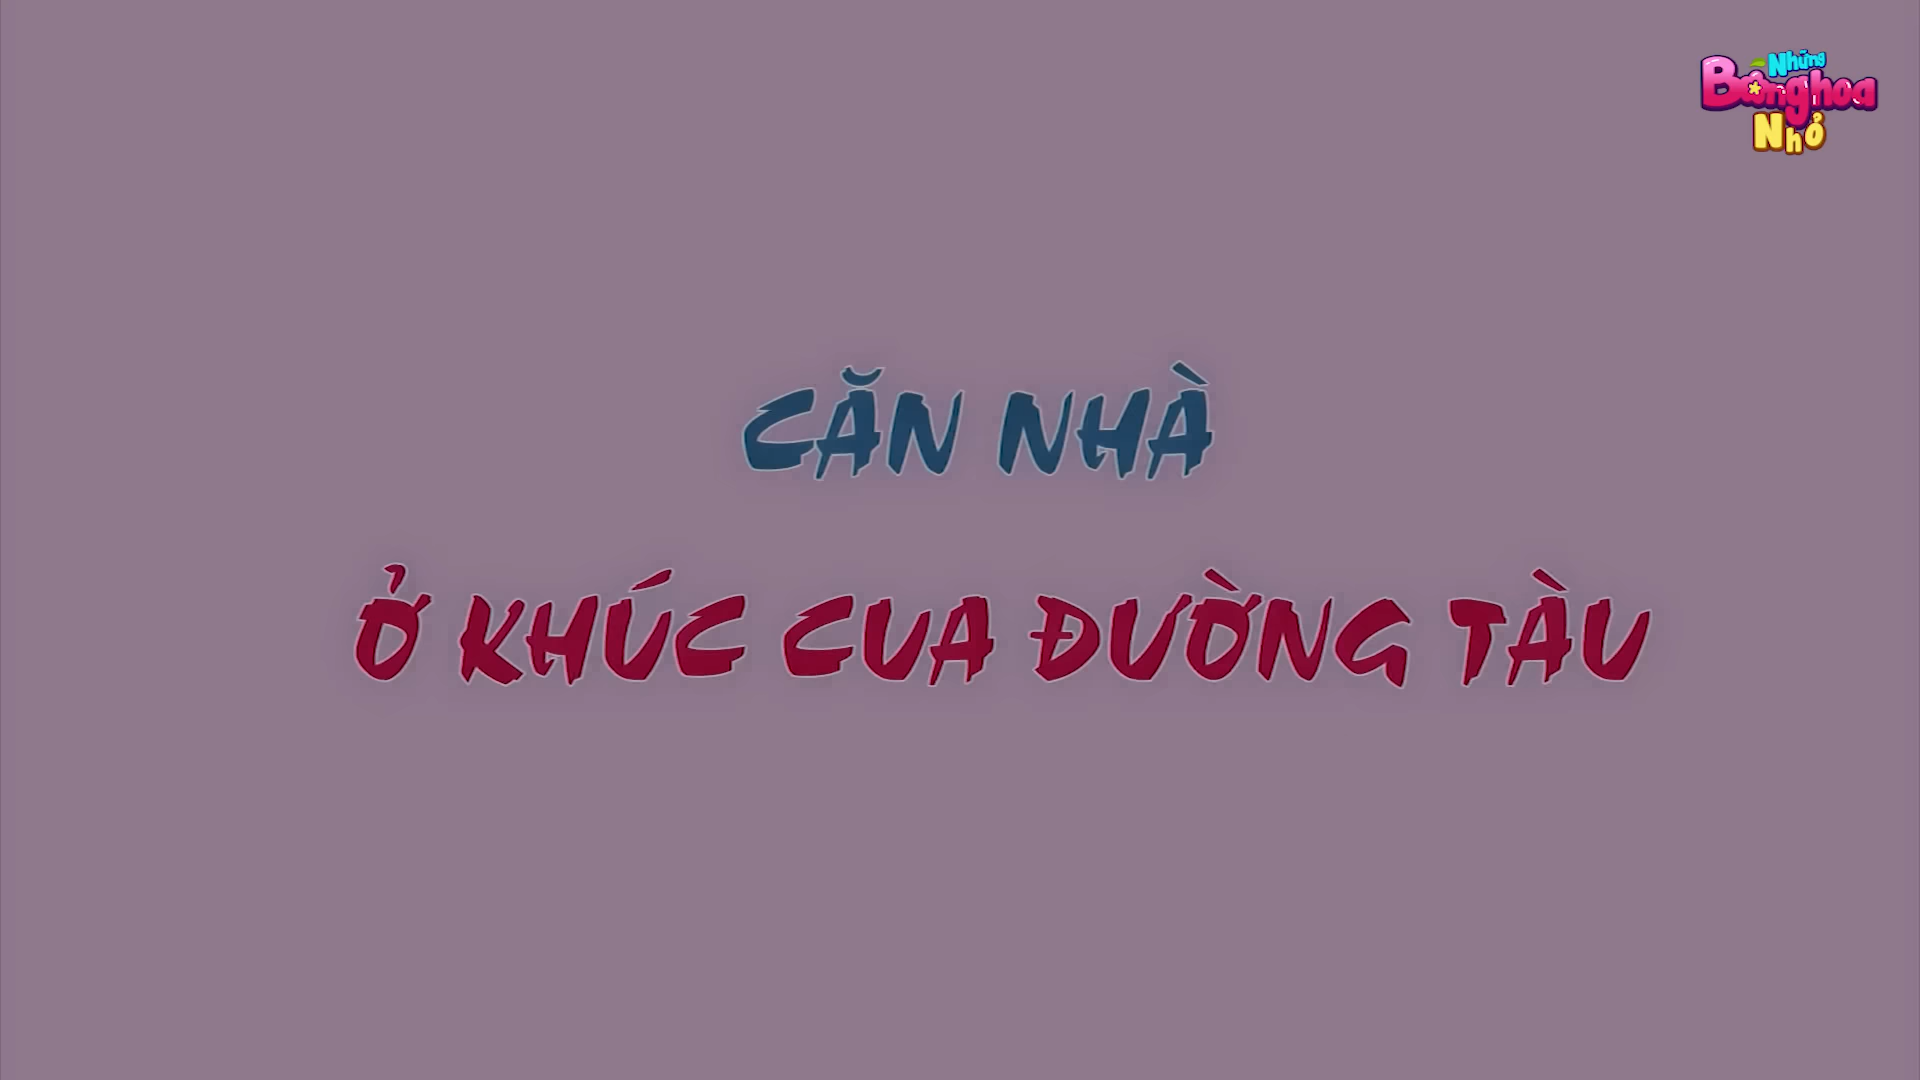 Những
Bông hoa
Nhỏ
CĂN NHÀ
Ở KHÚC CUA ĐƯỜNG TÀU